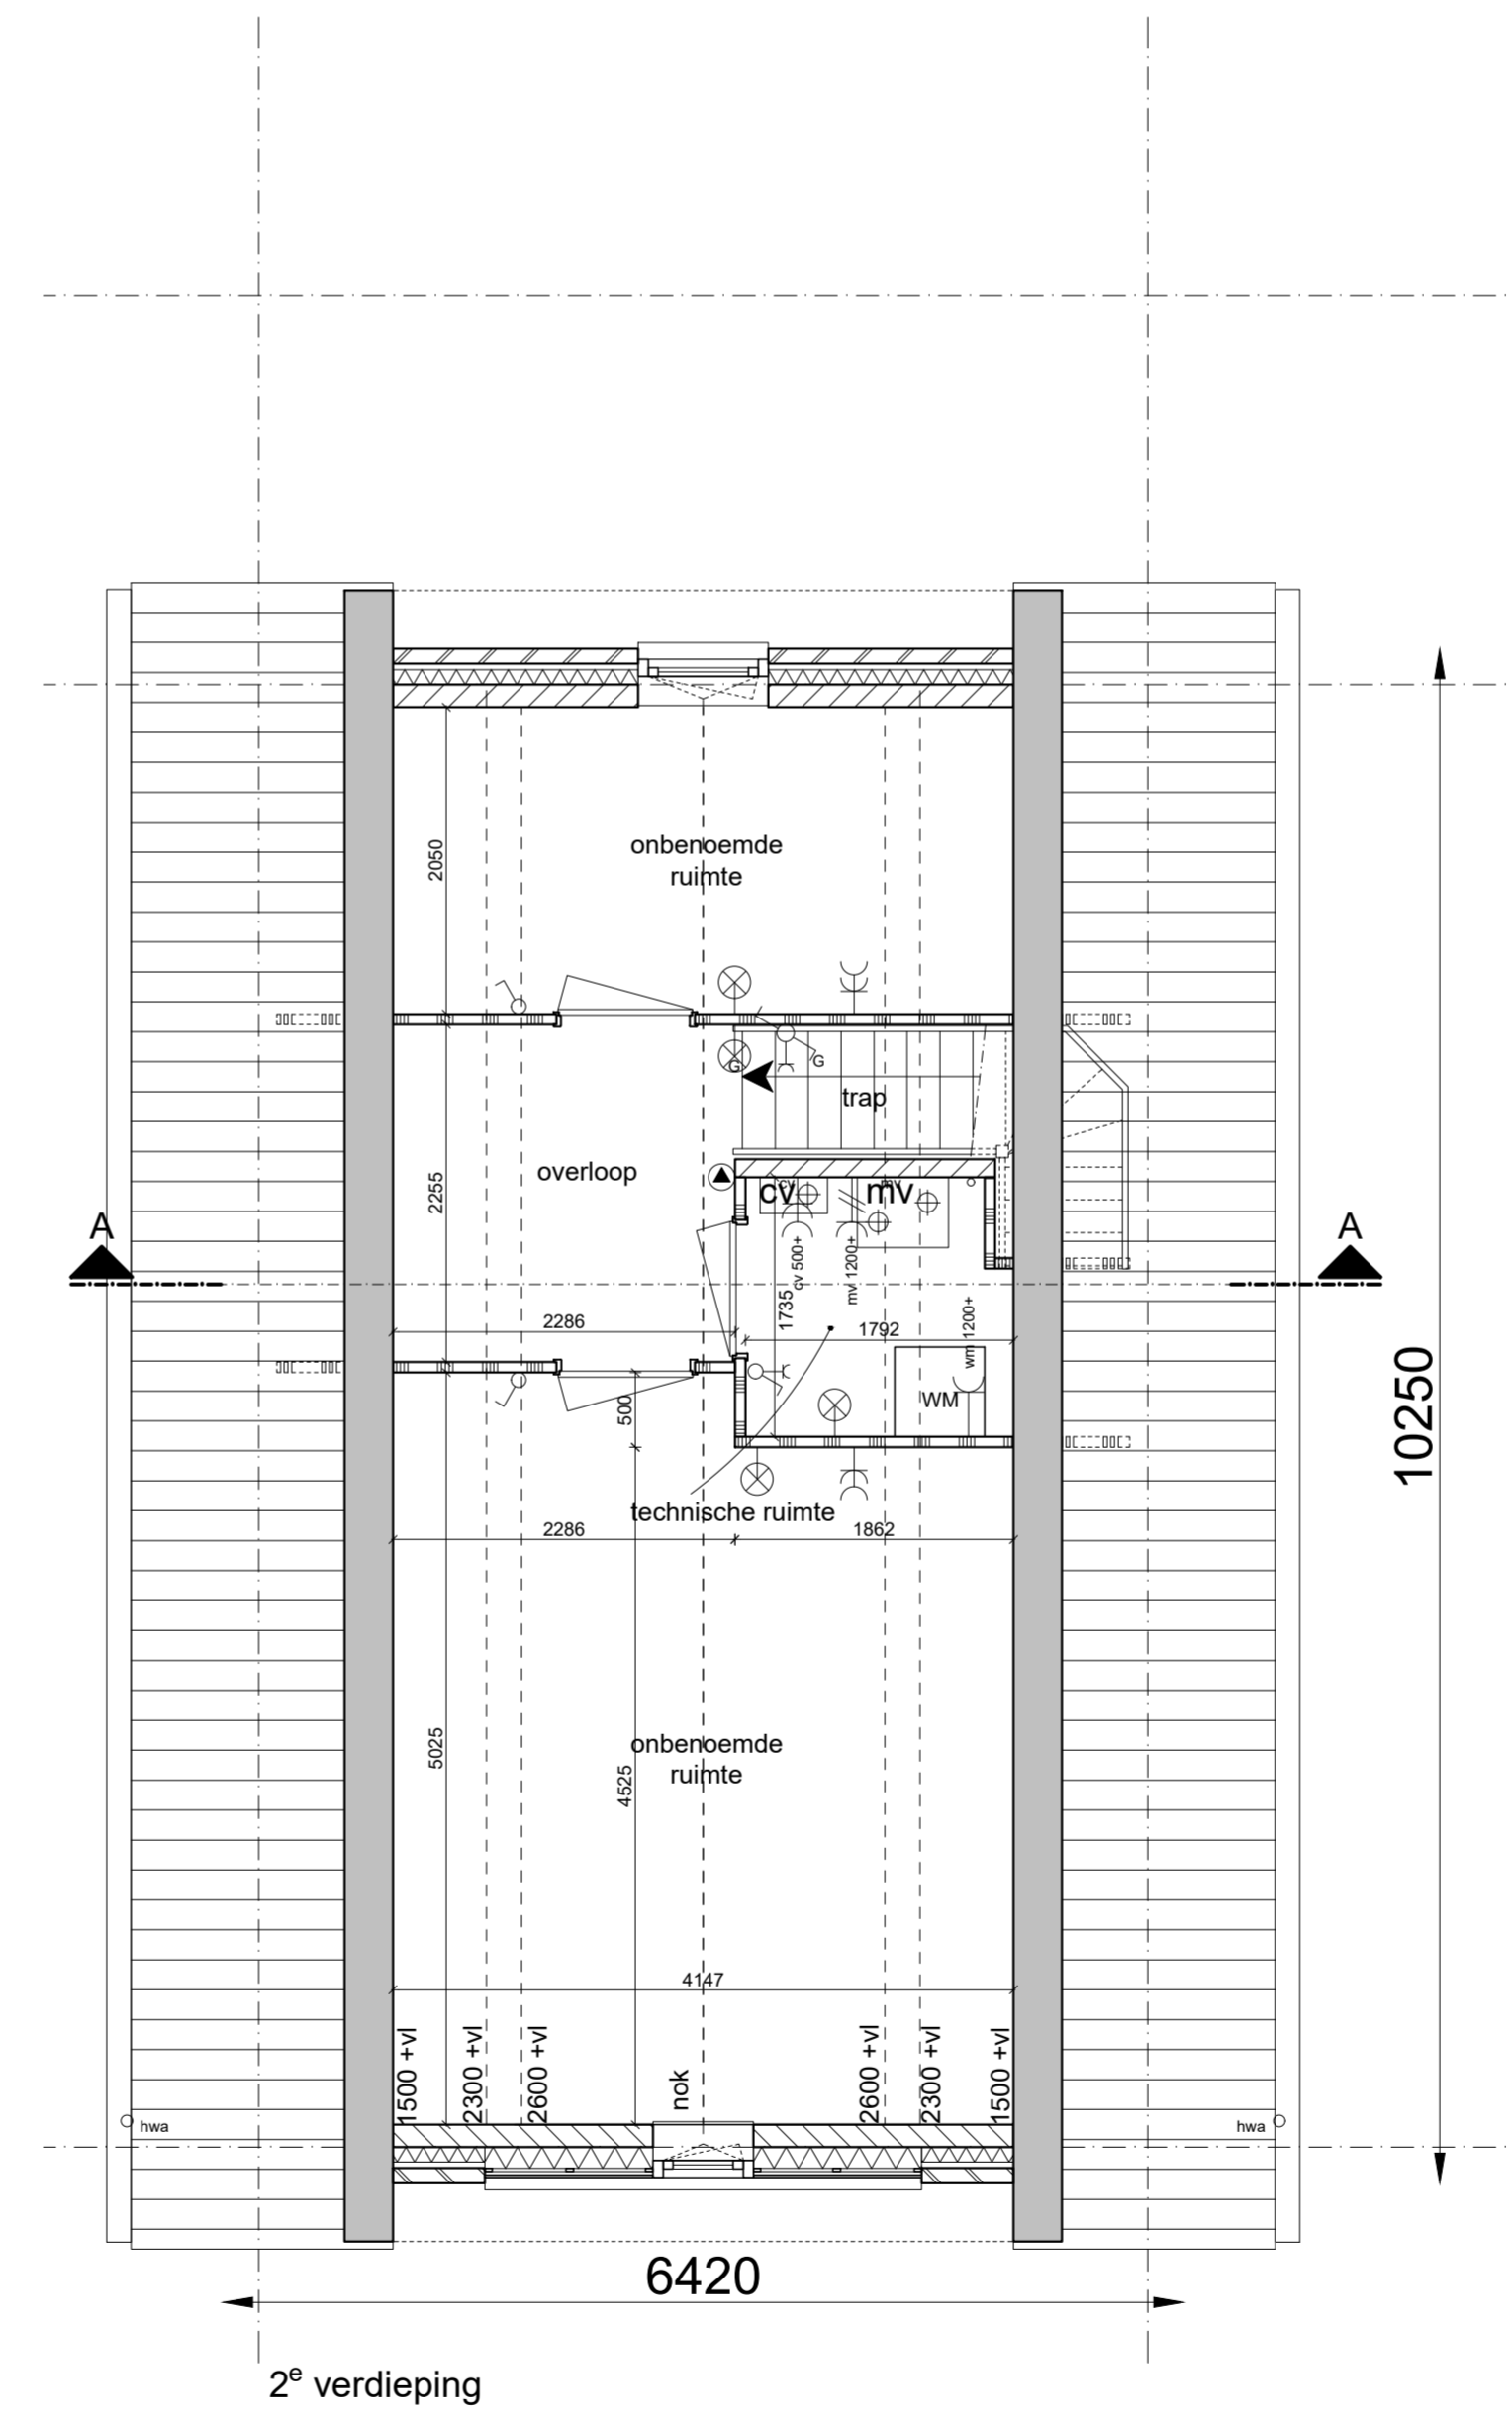 onbenoemde
ruimte
2050
G
G
trap
overloop
2255
cv
cv
mv
mv
A
A
cv 500+
mv 1200+
1735
2286
1792
wm 1200+
WM
500
10250
technische ruimte
2286
1862
onbenoemde
ruimte
5025
4525
4147
1500 +vl
2300 +vl
2600 +vl
nok
2600 +vl
2300 +vl
1500 +vl
hwa
hwa
6420
2e verdieping